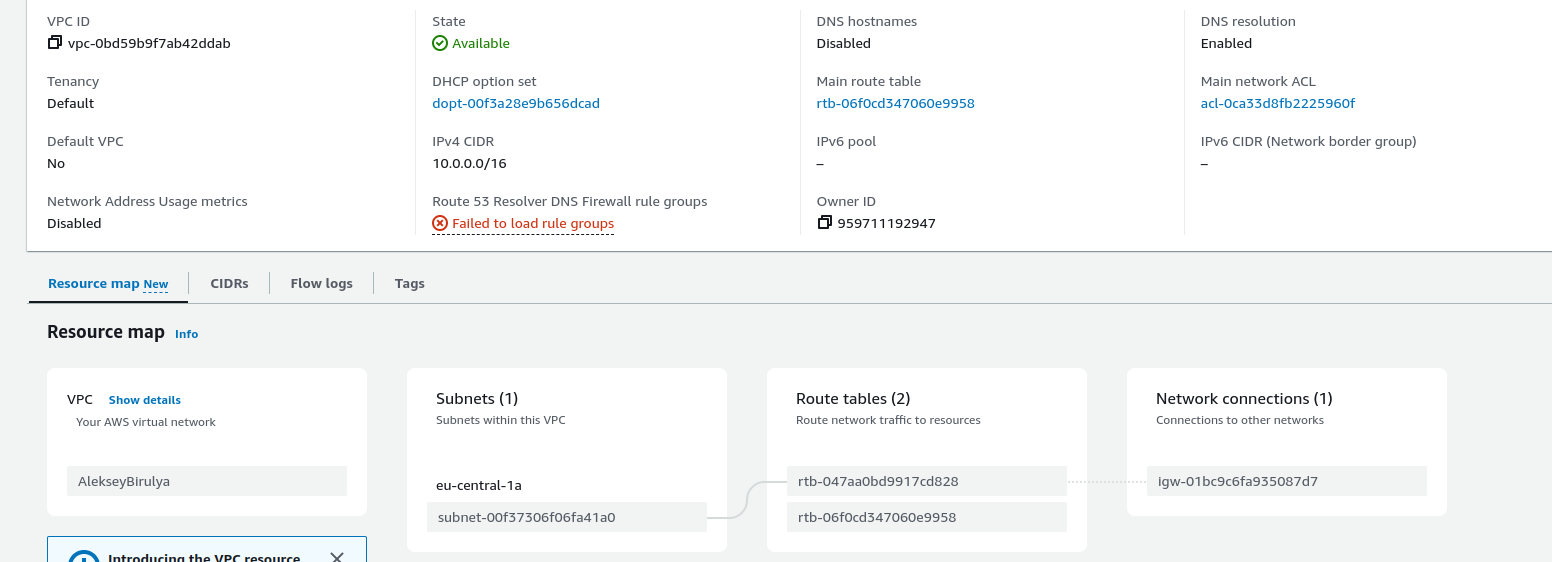 VPC ID
vpc-0bd59b9f7ab42ddab
State
Available
DNS hostnames
Disabled
DNS resolution
Enabled
Tenancy
Default
DHCP option set
dopt-00f3a28e9b656dcad
Main route table
rtb-06f0cd347060e9958
Main network ACL
acl-0ca33d8fb2225960f
Default VPC
No
IPv4 CIDR
10.0.0.0/16
IPv6 pool
–
IPv6 CIDR (Network border group)
–
Network Address Usage metrics
Disabled
Route 53 Resolver DNS Firewall rule groups
Failed to load rule groups
Owner ID
959711192947
Resource map New
CIDRs
Flow logs
Tags
Resource map Info
VPC Show details
Your AWS virtual network
AlekseyBirulya
Subnets (1)
Subnets within this VPC
eu-central-1a
subnet-00f37306f06fa41a0
Route tables (2)
Route network traffic to resources
rtb-047aa0bd9917cd828
rtb-06f0cd347060e9958
Network connections (1)
Connections to other networks
igw-01bc9c6fa935087d7
Introducing the VPC resource